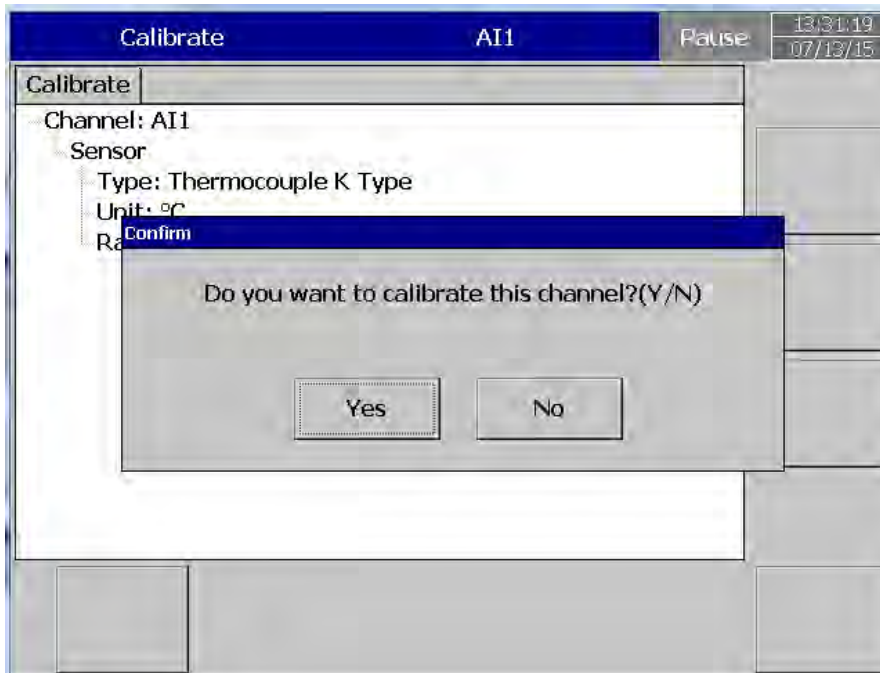 Calibrate AI1 Pause 13:31:19
07/13/15
Calibrate
Channel: AI1
Sensor
Type: Thermocouple K Type
Unit: °C
Ra
Confirm
Do you want to calibrate this channel?(Y/N)
Yes No